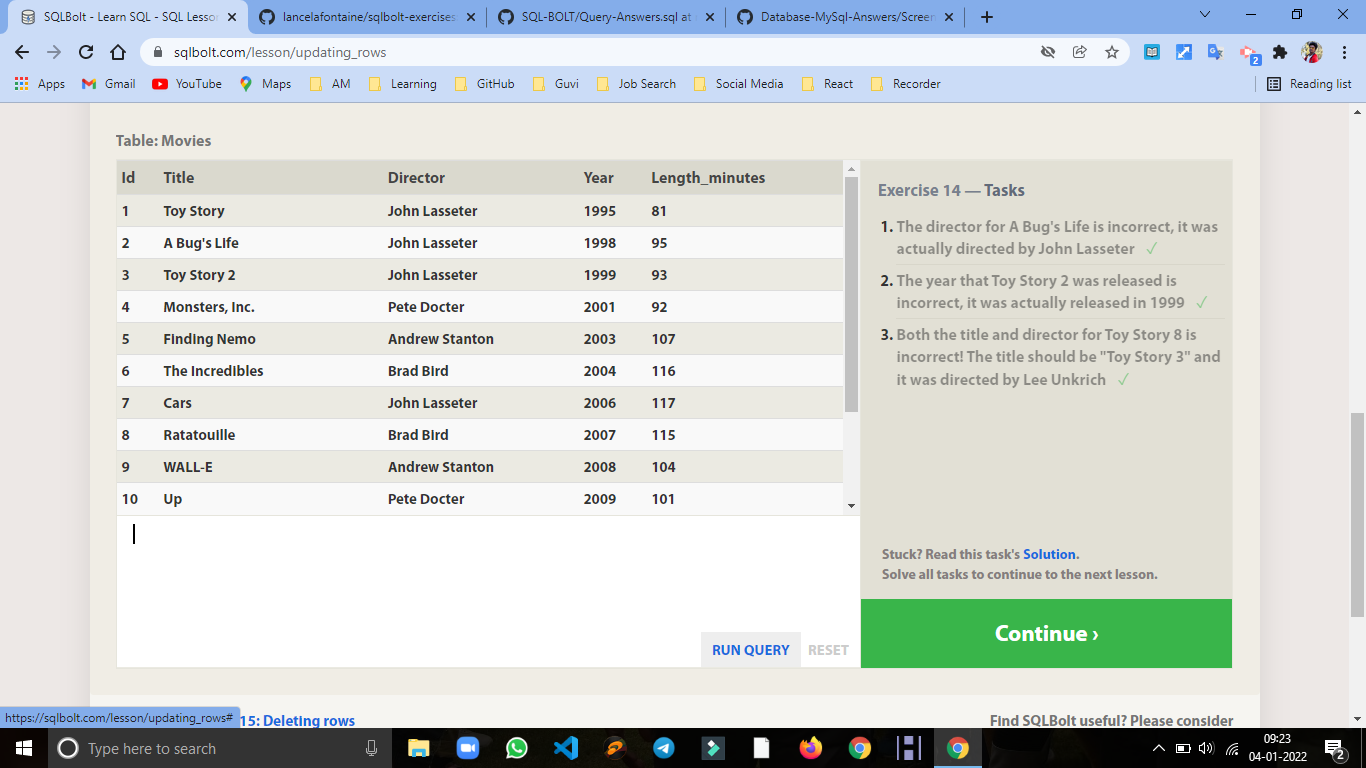 SQLBolt - Learn SQL - SQL Lesson
lancelafontaine/sqlbolt-exercises
SQL-BOLT/Query-Answers.sql at
Database-MySql-Answers/Screen
sqlbolt.com/lesson/updating_rows
2
Apps Gmail YouTube Maps AM Learning GitHub Guvi Job Search Social Media React Recorder Reading list
Table: Movies
Id Title Director Year Length_minutes
1 Toy Story John Lasseter 1995 81
2 A Bug's Life John Lasseter 1998 95
3 Toy Story 2 John Lasseter 1999 93
4 Monsters, Inc. Pete Docter 2001 92
5 Finding Nemo Andrew Stanton 2003 107
6 The Incredibles Brad Bird 2004 116
7 Cars John Lasseter 2006 117
8 Ratatouille Brad Bird 2007 115
9 WALL-E Andrew Stanton 2008 104
10 Up Pete Docter 2009 101
RUN QUERY RESET
Exercise 14 — Tasks
1. The director for A Bug's Life is incorrect, it was
actually directed by John Lasseter ✓
2. The year that Toy Story 2 was released is
incorrect, it was actually released in 1999 ✓
3. Both the title and director for Toy Story 8 is
incorrect! The title should be "Toy Story 3" and
it was directed by Lee Unkrich ✓
Stuck? Read this task's Solution.
Solve all tasks to continue to the next lesson.
Continue ›
https://sqlbolt.com/lesson/updating_rows#
15: Deleting rows
Find SQLBolt useful? Please consider
Type here to search
09:23
04-01-2022
2